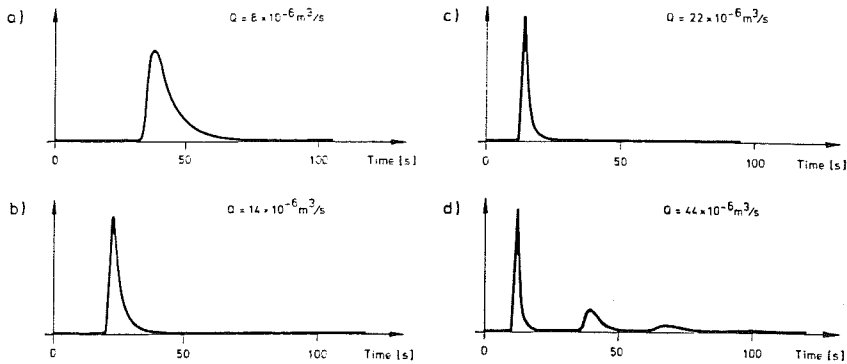 a)
Q = 8 × 10⁻⁶ m³/s
0
50
100
Time [s]
b)
Q = 14 × 10⁻⁶ m³/s
0
50
100
Time [s]
c)
Q = 22 × 10⁻⁶ m³/s
0
50
100
Time [s]
d)
Q = 44 × 10⁻⁶ m³/s
0
50
100
Time [s]